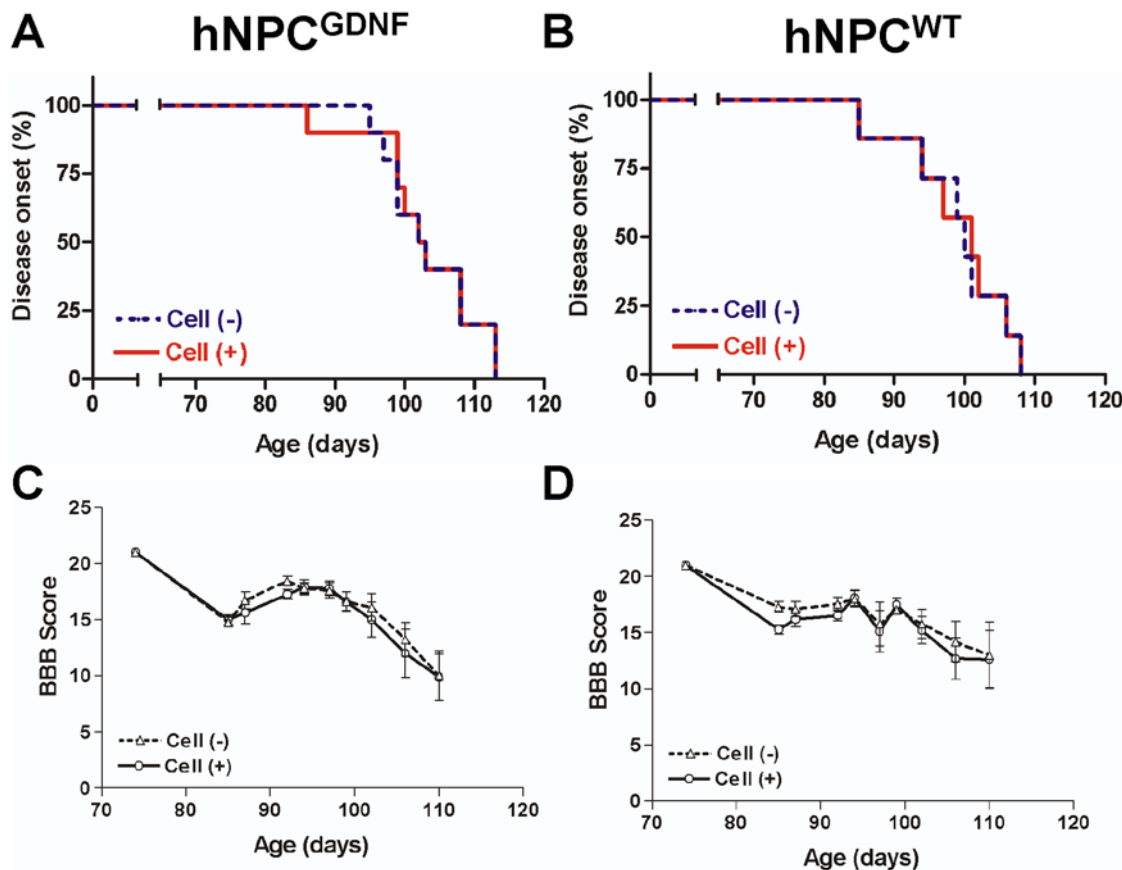 A
hNPC^GDNF
Disease onset (%)
100
75
50
25
0
Cell (-)
Cell (+)
0
70
80
90
100
110
120
Age (days)
B
hNPC^WT
Disease onset (%)
100
75
50
25
0
Cell (-)
Cell (+)
0
70
80
90
100
110
120
Age (days)
C
BBB Score
25
20
15
10
5
0
Cell (-)
Cell (+)
70
80
90
100
110
120
Age (days)
D
BBB Score
25
20
15
10
5
0
Cell (-)
Cell (+)
70
80
90
100
110
120
Age (days)